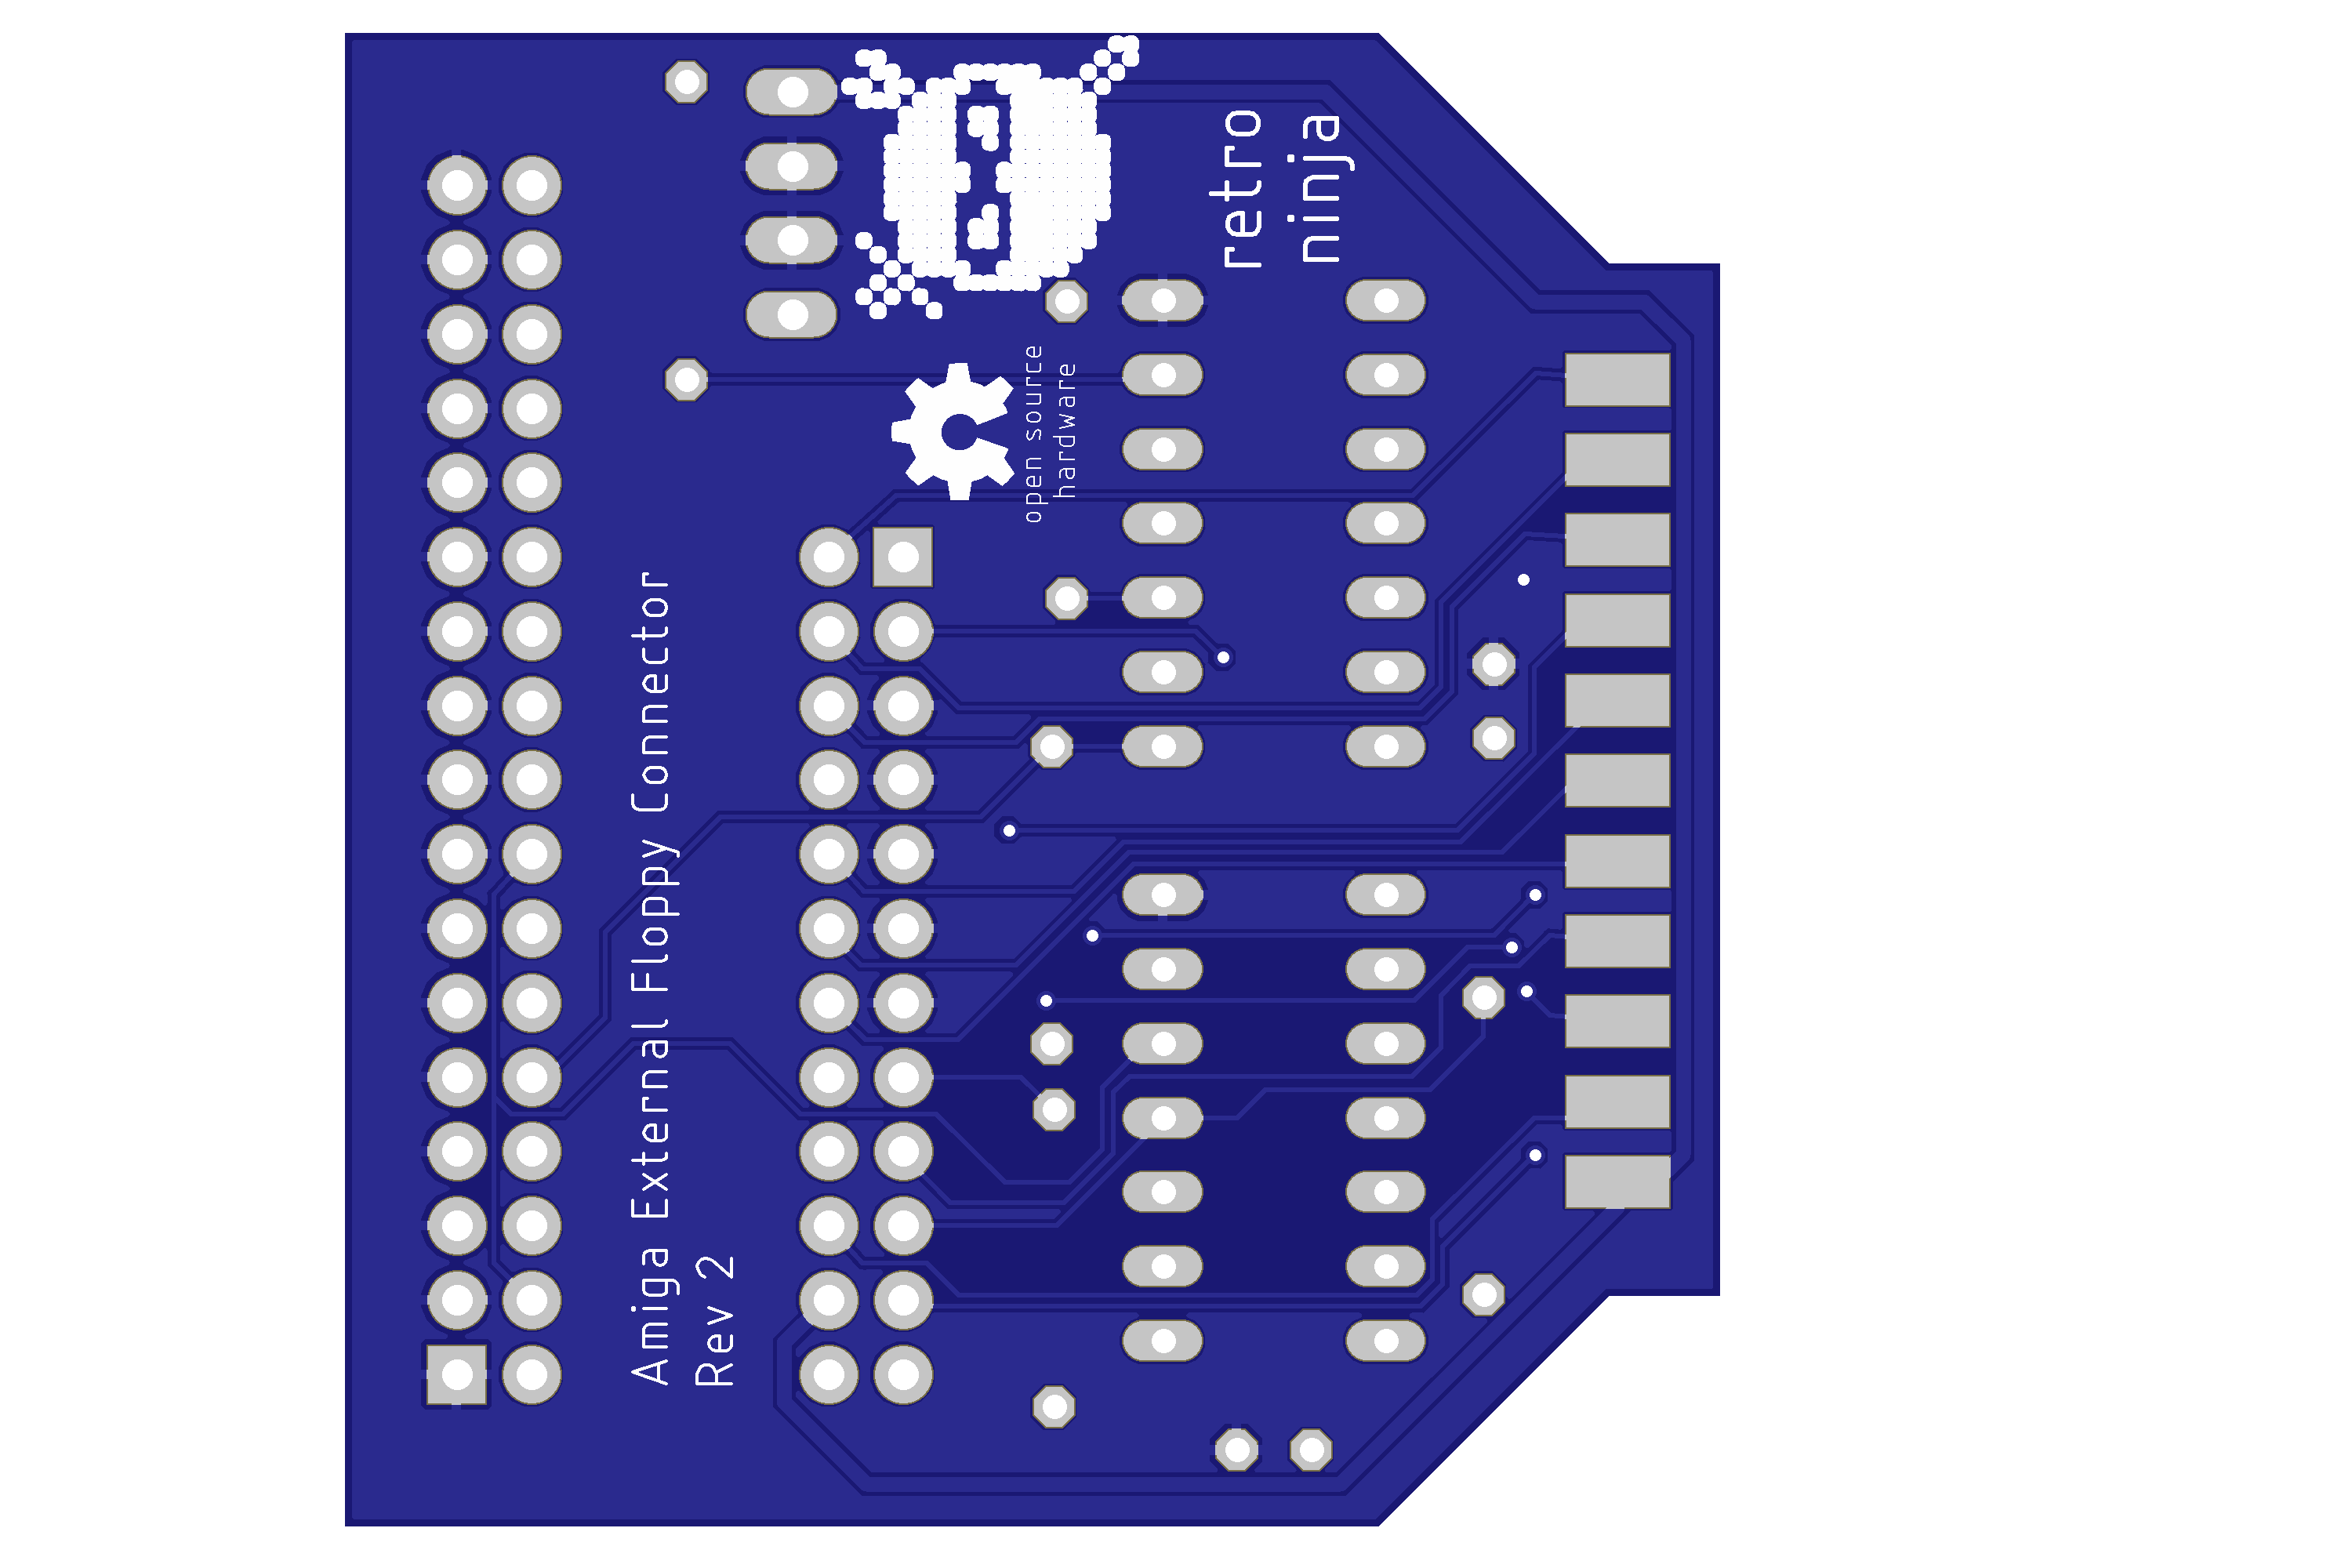 retro
ninja
open source
hardware
Amiga External Floppy Connector
Rev 2